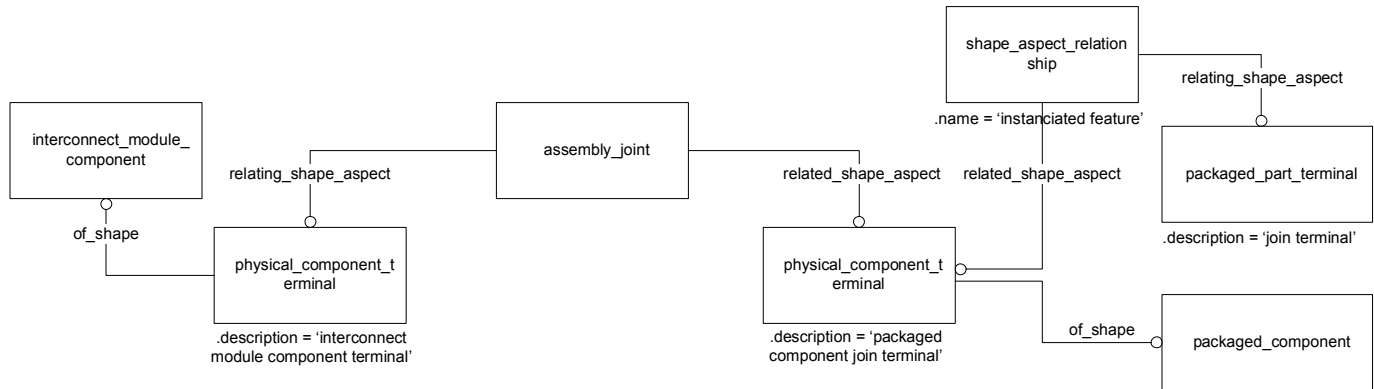 shape_aspect_relation
ship
relating_shape_aspect
.name = ‘instanciated feature’
interconnect_module_
component
assembly_joint
relating_shape_aspect
related_shape_aspect
related_shape_aspect
packaged_part_terminal
of_shape
.description = ‘join terminal’
physical_component_t
erminal
physical_component_t
erminal
.description = ‘interconnect
module component terminal’
.description = ‘packaged
component join terminal’
of_shape
packaged_component